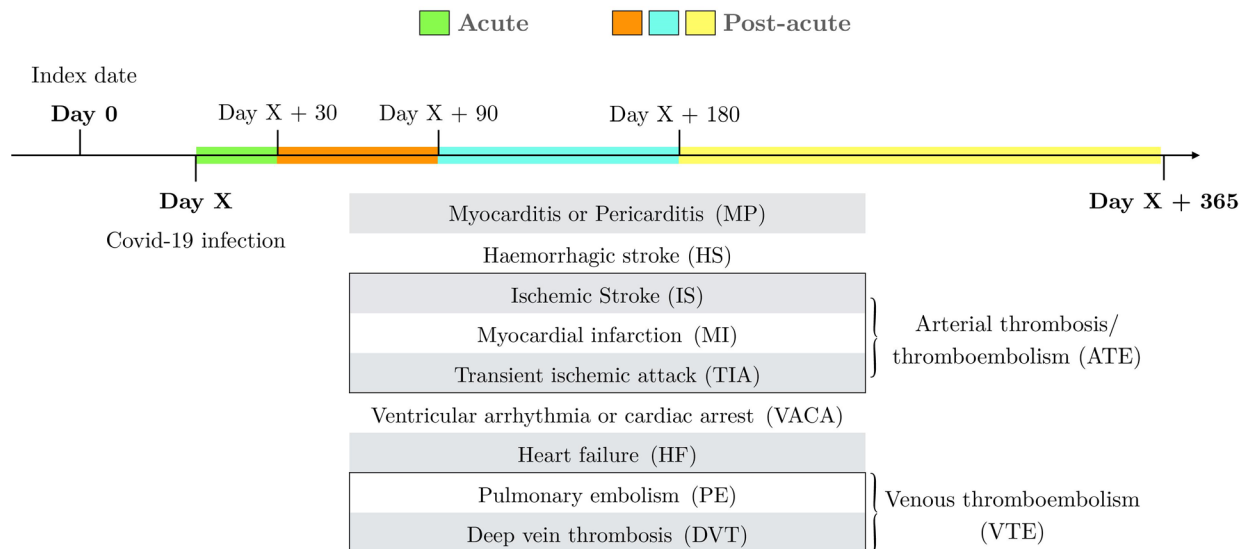 Acute
Post-acute
Index date
Day 0
Day X + 30
Day X + 90
Day X + 180
Day X
Day X + 365
Covid-19 infection
Myocarditis or Pericarditis (MP)
Haemorrhagic stroke (HS)
Ischemic Stroke (IS)
Myocardial infarction (MI)
Transient ischemic attack (TIA)
Arterial thrombosis/
thromboembolism (ATE)
Ventricular arrhythmia or cardiac arrest (VACA)
Heart failure (HF)
Pulmonary embolism (PE)
Deep vein thrombosis (DVT)
Venous thromboembolism
(VTE)